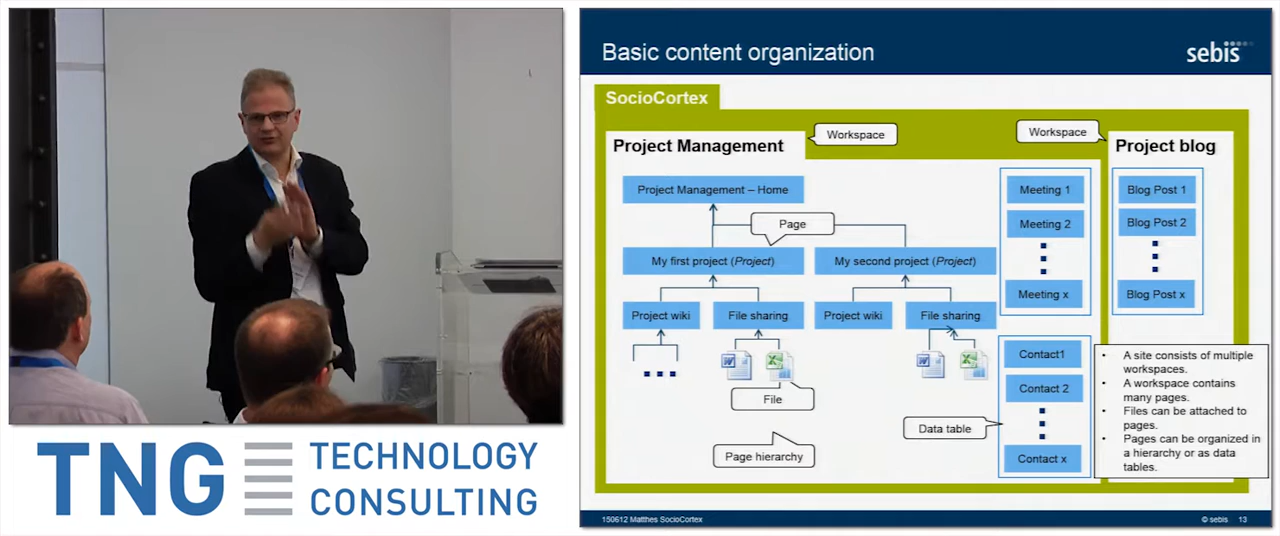 Basic content organization
sebis
SocioCortex
Workspace
Workspace
Project Management
Project blog
Project Management – Home
Meeting 1
Blog Post 1
Page
Meeting 2
Blog Post 2
My first project (Project)
My second project (Project)
Meeting x
Blog Post x
Project wiki
File sharing
Project wiki
File sharing
Contact1
Contact 2
Contact x
File
Data table
Page hierarchy
• A site consists of multiple
workspaces.
• A workspace contains
many pages.
• Files can be attached to
pages.
• Pages can be organized in
a hierarchy or as data
tables.
150612 Matthes SocioCortex
© sebis 13
TNG TECHNOLOGY
CONSULTING